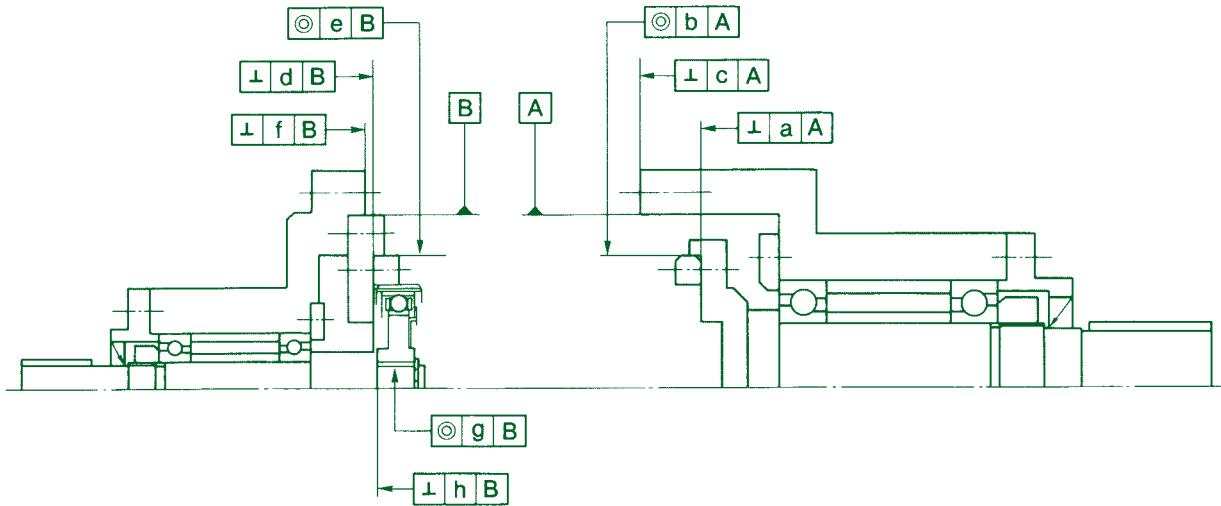 ◎ e B
◎ b A
⊥ d B
⊥ c A
B
A
⊥ f B
⊥ a A
◎ g B
⊥ h B